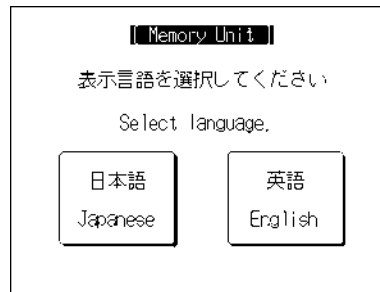 [ Memory Unit ]
表示言語を選択してください
Select language.
日本語
Japanese
英語
English